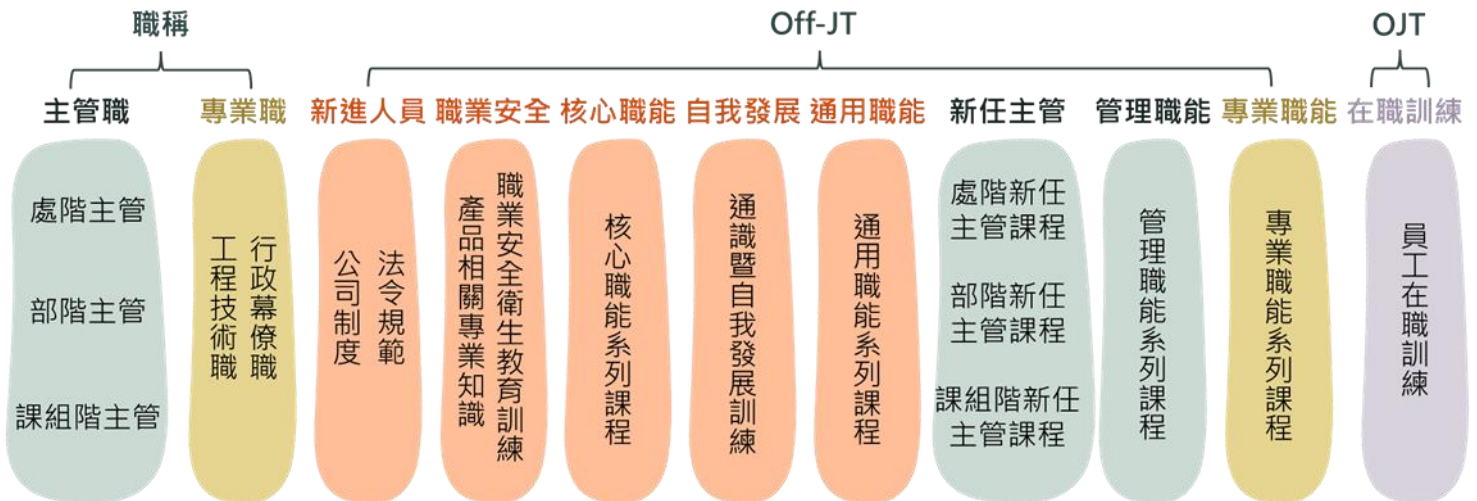 職稱
Off-JT
OJT
主管職
專業職
新進人員
職業安全
核心職能
自我發展
通用職能
新任主管
管理職能
專業職能
在職訓練
處階主管
部階主管
課組階主管
行政幕僚職
工程技術職
法令規範
公司制度
職業安全衛生教育訓練
產品相關專業知識
核心職能系列課程
通識暨自我發展訓練
通用職能系列課程
處階新任
主管課程
部階新任
主管課程
課組階新任
主管課程
管理職能系列課程
專業職能系列課程
員工在職訓練